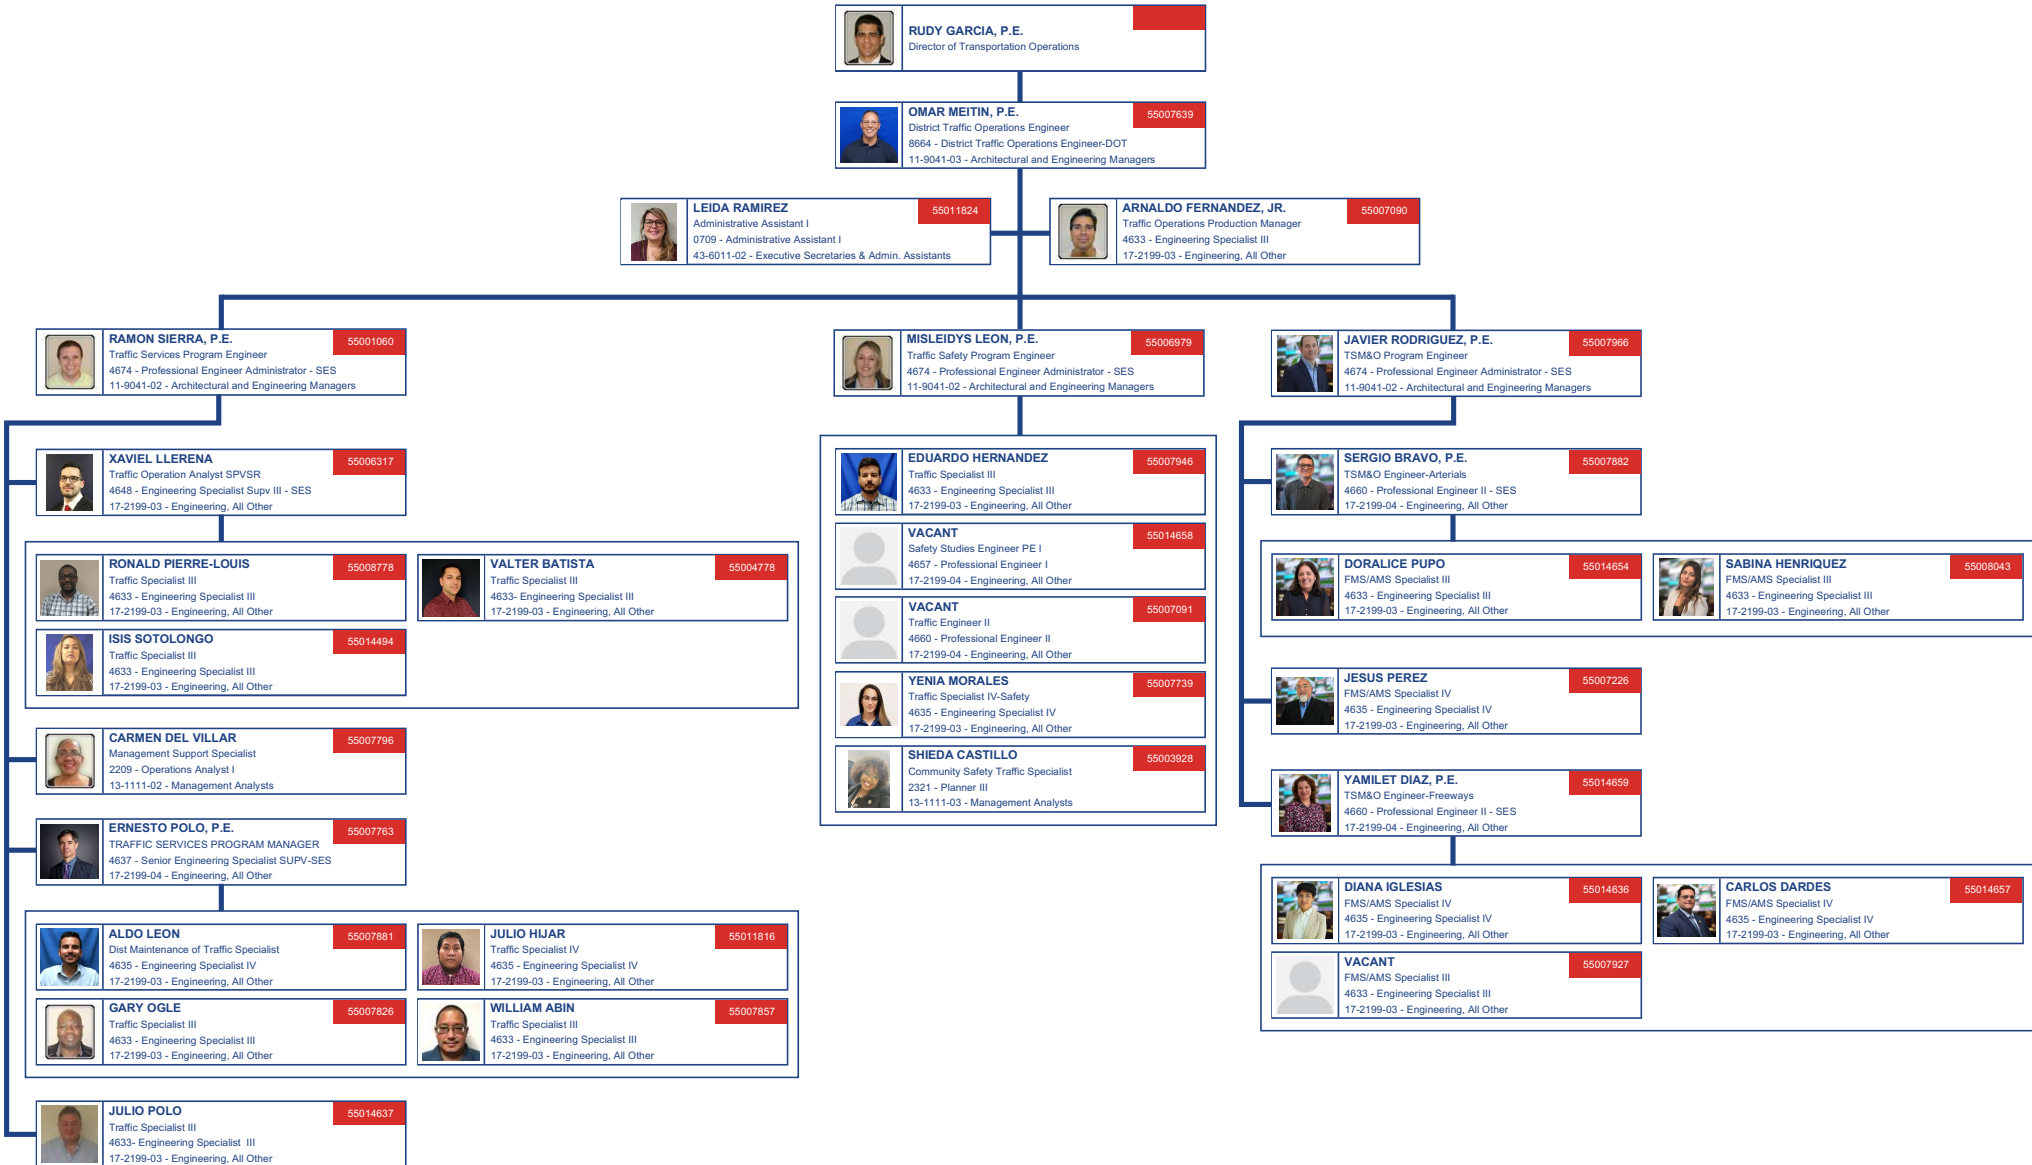 RUDY GARCIA, P.E.
Director of Transportation Operations
OMAR MEITIN, P.E.
55007639
District Traffic Operations Engineer
8664 - District Traffic Operations Engineer-DOT
11-9041-03 - Architectural and Engineering Managers
LEIDA RAMIREZ
55011824
Administrative Assistant I
0709 - Administrative Assistant I
43-6011-02 - Executive Secretaries & Admin. Assistants
ARNALDO FERNANDEZ, JR.
55007090
Traffic Operations Production Manager
4633 - Engineering Specialist III
17-2199-03 - Engineering, All Other
RAMON SIERRA, P.E.
55001060
Traffic Services Program Engineer
4674 - Professional Engineer Administrator - SES
11-9041-02 - Architectural and Engineering Managers
XAVIEL LLERENA
55006317
Traffic Operation Analyst SPVSR
4648 - Engineering Specialist Supv III - SES
17-2199-03 - Engineering, All Other
RONALD PIERRE-LOUIS
55008778
Traffic Specialist III
4633 - Engineering Specialist III
17-2199-03 - Engineering, All Other
VALTER BATISTA
55004778
Traffic Specialist III
4633- Engineering Specialist III
17-2199-03 - Engineering, All Other
ISIS SOTOLONGO
55014494
Traffic Specialist III
4633 - Engineering Specialist III
17-2199-03 - Engineering, All Other
CARMEN DEL VILLAR
55007796
Management Support Specialist
2209 - Operations Analyst I
13-1111-02 - Management Analysts
ERNESTO POLO, P.E.
55007763
TRAFFIC SERVICES PROGRAM MANAGER
4637 - Senior Engineering Specialist SUPV-SES
17-2199-04 - Engineering, All Other
ALDO LEON
55007881
Dist Maintenance of Traffic Specialist
4635 - Engineering Specialist IV
17-2199-03 - Engineering, All Other
JULIO HIJAR
55011816
Traffic Specialist IV
4635 - Engineering Specialist IV
17-2199-03 - Engineering, All Other
GARY OGLE
55007826
Traffic Specialist III
4633 - Engineering Specialist III
17-2199-03 - Engineering, All Other
WILLIAM ABIN
55007857
Traffic Specialist III
4633 - Engineering Specialist III
17-2199-03 - Engineering, All Other
JULIO POLO
55014637
Traffic Specialist III
4633- Engineering Specialist III
17-2199-03 - Engineering, All Other
MISLEIDYS LEON, P.E.
55006979
Traffic Safety Program Engineer
4674 - Professional Engineer Administrator - SES
11-9041-02 - Architectural and Engineering Managers
EDUARDO HERNANDEZ
55007946
Traffic Specialist III
4633 - Engineering Specialist III
17-2199-03 - Engineering, All Other
VACANT
55014658
Safety Studies Engineer PE I
4657 - Professional Engineer I
17-2199-04 - Engineering, All Other
VACANT
55007091
Traffic Engineer II
4660 - Professional Engineer II
17-2199-04 - Engineering, All Other
YENIA MORALES
55007739
Traffic Specialist IV-Safety
4635 - Engineering Specialist IV
17-2199-03 - Engineering, All Other
SHIEDA CASTILLO
55003928
Community Safety Traffic Specialist
2321 - Planner III
13-1111-03 - Management Analysts
JAVIER RODRIGUEZ, P.E.
55007966
TSM&O Program Engineer
4674 - Professional Engineer Administrator - SES
11-9041-02 - Architectural and Engineering Managers
SERGIO BRAVO, P.E.
55007882
TSM&O Engineer-Arterials
4660 - Professional Engineer II - SES
17-2199-04 - Engineering, All Other
DORALICE PUPO
55014654
FMS/AMS Specialist III
4633 - Engineering Specialist III
17-2199-03 - Engineering, All Other
SABINA HENRIQUEZ
55008043
FMS/AMS Specialist III
4633 - Engineering Specialist III
17-2199-03 - Engineering, All Other
JESUS PEREZ
55007226
FMS/AMS Specialist IV
4635 - Engineering Specialist IV
17-2199-03 - Engineering, All Other
YAMILET DIAZ, P.E.
55014659
TSM&O Engineer-Freeways
4660 - Professional Engineer II - SES
17-2199-04 - Engineering, All Other
DIANA IGLESIAS
55014636
FMS/AMS Specialist IV
4635 - Engineering Specialist IV
17-2199-03 - Engineering, All Other
CARLOS DARDES
55014657
FMS/AMS Specialist IV
4635 - Engineering Specialist IV
17-2199-03 - Engineering, All Other
VACANT
55007927
FMS/AMS Specialist III
4633 - Engineering Specialist III
17-2199-03 - Engineering, All Other